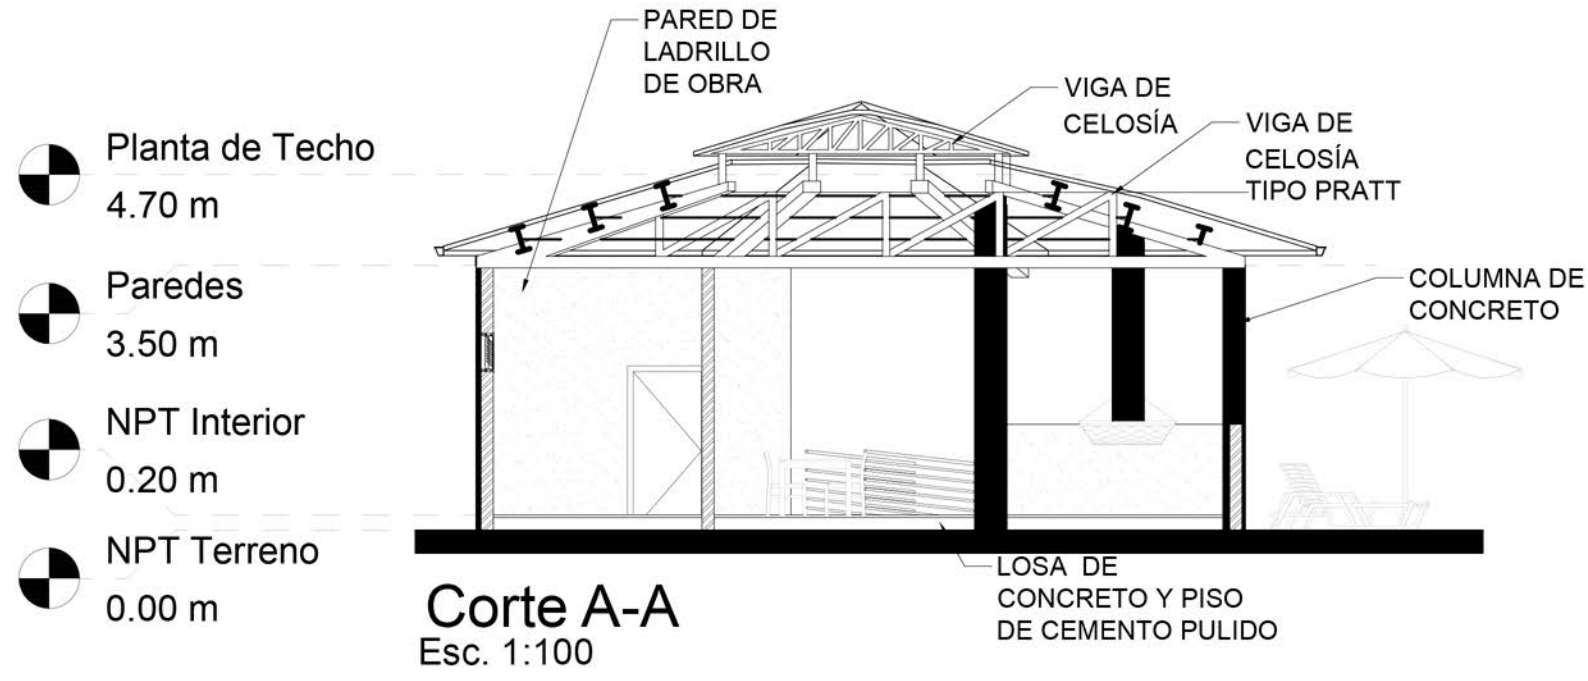 PARED DE
LADRILLO
DE OBRA
VIGA DE
CELOSÍA
VIGA DE
CELOSÍA
TIPO PRATT
COLUMNA DE
CONCRETO
Planta de Techo
4.70 m
Paredes
3.50 m
NPT Interior
0.20 m
NPT Terreno
0.00 m
LOSA DE
CONCRETO Y PISO
DE CEMENTO PULIDO
Corte A-A
Esc. 1:100